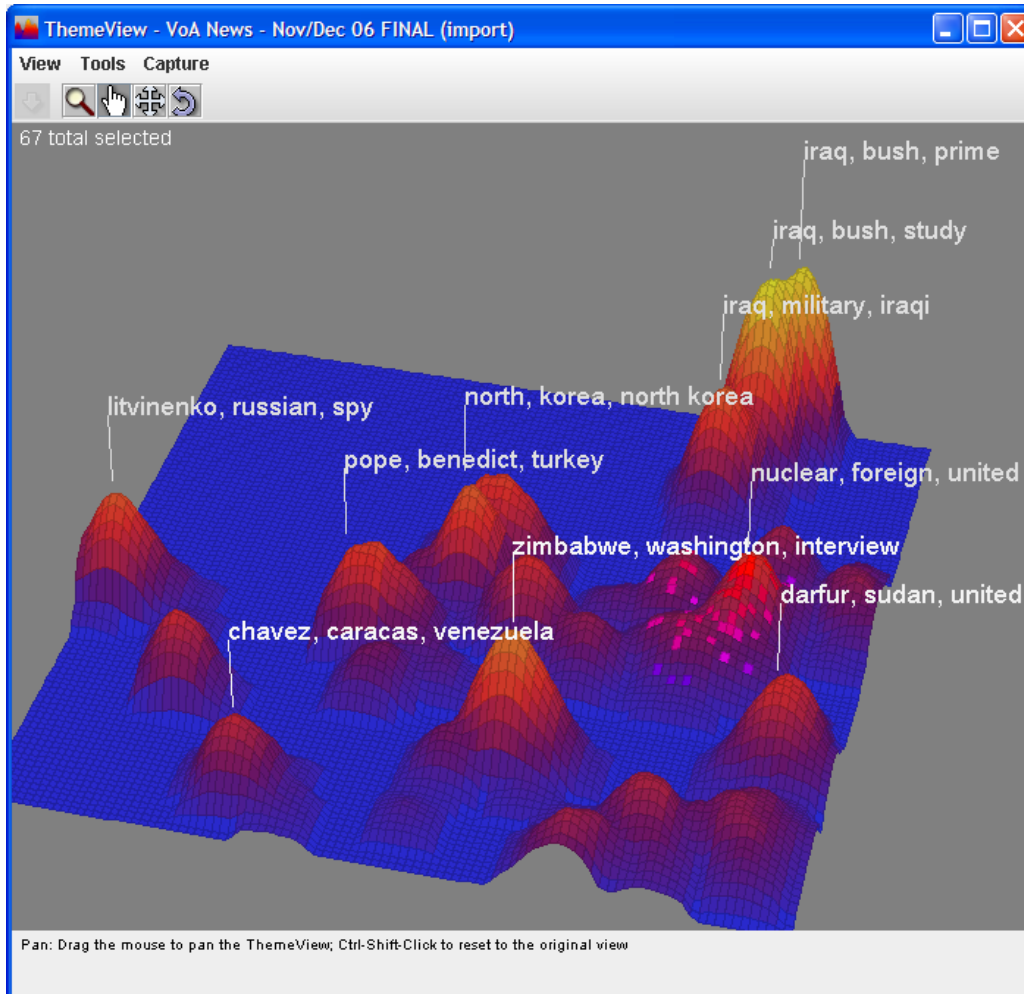 ThemeView - VoA News - Nov/Dec 06 FINAL (import)
View Tools Capture
67 total selected
iraq, bush, prime
iraq, bush, study
iraq, military, iraqi
litvinenko, russian, spy
north, korea, north korea
pope, benedict, turkey
nuclear, foreign, united
zimbabwe, washington, interview
darfur, sudan, united
chavez, caracas, venezuela
Pan: Drag the mouse to pan the ThemeView; Ctrl-Shift-Click to reset to the original view